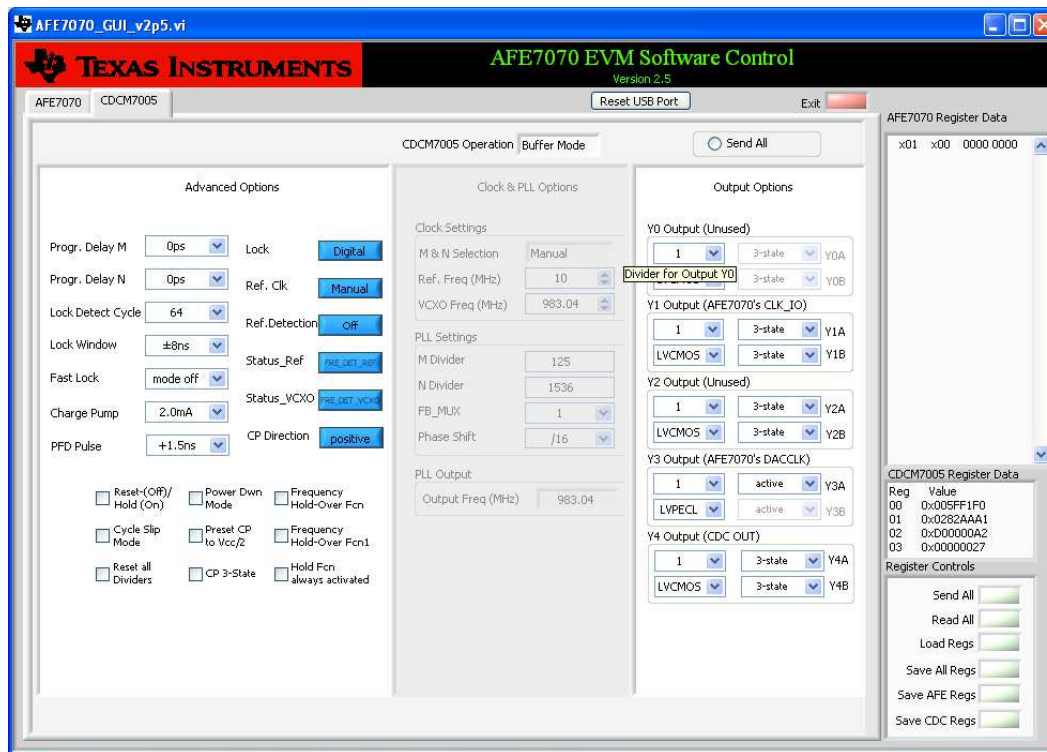 AFE7070_GUI_v2p5.vi
TEXAS INSTRUMENTS
AFE7070 EVM Software Control
Version 2.5
AFE7070 CDCM7005
Reset USB Port
Exit
CDCM7005 Operation Buffer Mode
Send All
Advanced Options
Progr. Delay M 0ps
Progr. Delay N 0ps
Lock Detect Cycle 64
Lock Window ±8ns
Fast Lock mode off
Charge Pump 2.0mA
PFD Pulse +1.5ns
Lock Digital
Ref. Clk Manual
Ref.Detection Off
Status_Ref PRE_DET_REF
Status_VCXO PRE_DET_VCXO
CP Direction positive
Reset-(Off)/
Hold (On)
Power Dwn
Mode
Frequency
Hold-Over Fcn
Cycle Slip
Mode
Preset CP
to Vcc/2
Frequency
Hold-Over Fcn1
Reset all
Dividers
CP 3-State
Hold Fcn
always activated
Clock & PLL Options
Clock Settings
M & N Selection Manual
Ref. Freq (MHz) 10
VCXO Freq (MHz) 983.04
PLL Settings
M Divider 125
N Divider 1536
FB_MUX 1
Phase Shift /16
PLL Output
Output Freq (MHz) 983.04
Output Options
Y0 Output (Unused)
1 3-state Y0A
Divider for Output Y0
3-state Y0B
Y1 Output (AFE7070's CLK_IO)
1 3-state Y1A
LVCMOS 3-state Y1B
Y2 Output (Unused)
1 3-state Y2A
LVCMOS 3-state Y2B
Y3 Output (AFE7070's DACCLK)
1 active Y3A
LVPECL active Y3B
Y4 Output (CDC OUT)
1 3-state Y4A
LVCMOS 3-state Y4B
AFE7070 Register Data
x01 x00 0000 0000
CDCM7005 Register Data
Reg Value
00 0x005FF1F0
01 0x0282AAA1
02 0xD00000A2
03 0x00000027
Register Controls
Send All
Read All
Load Regs
Save All Regs
Save AFE Regs
Save CDC Regs